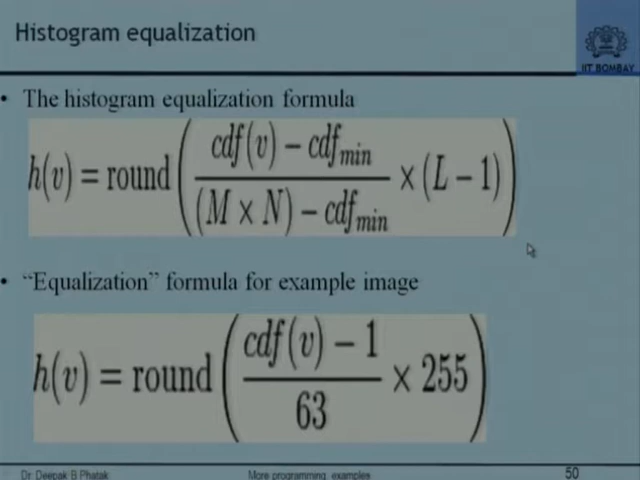 Histogram equalization
IIT BOMBAY
• The histogram equalization formula
h(v) = round( (cdf(v) − cdf_min) / ((M × N) − cdf_min) × (L − 1) )
• “Equalization” formula for example image
h(v) = round( (cdf(v) − 1) / 63 × 255 )
Dr. Deepak B Phatak
More programming examples
50